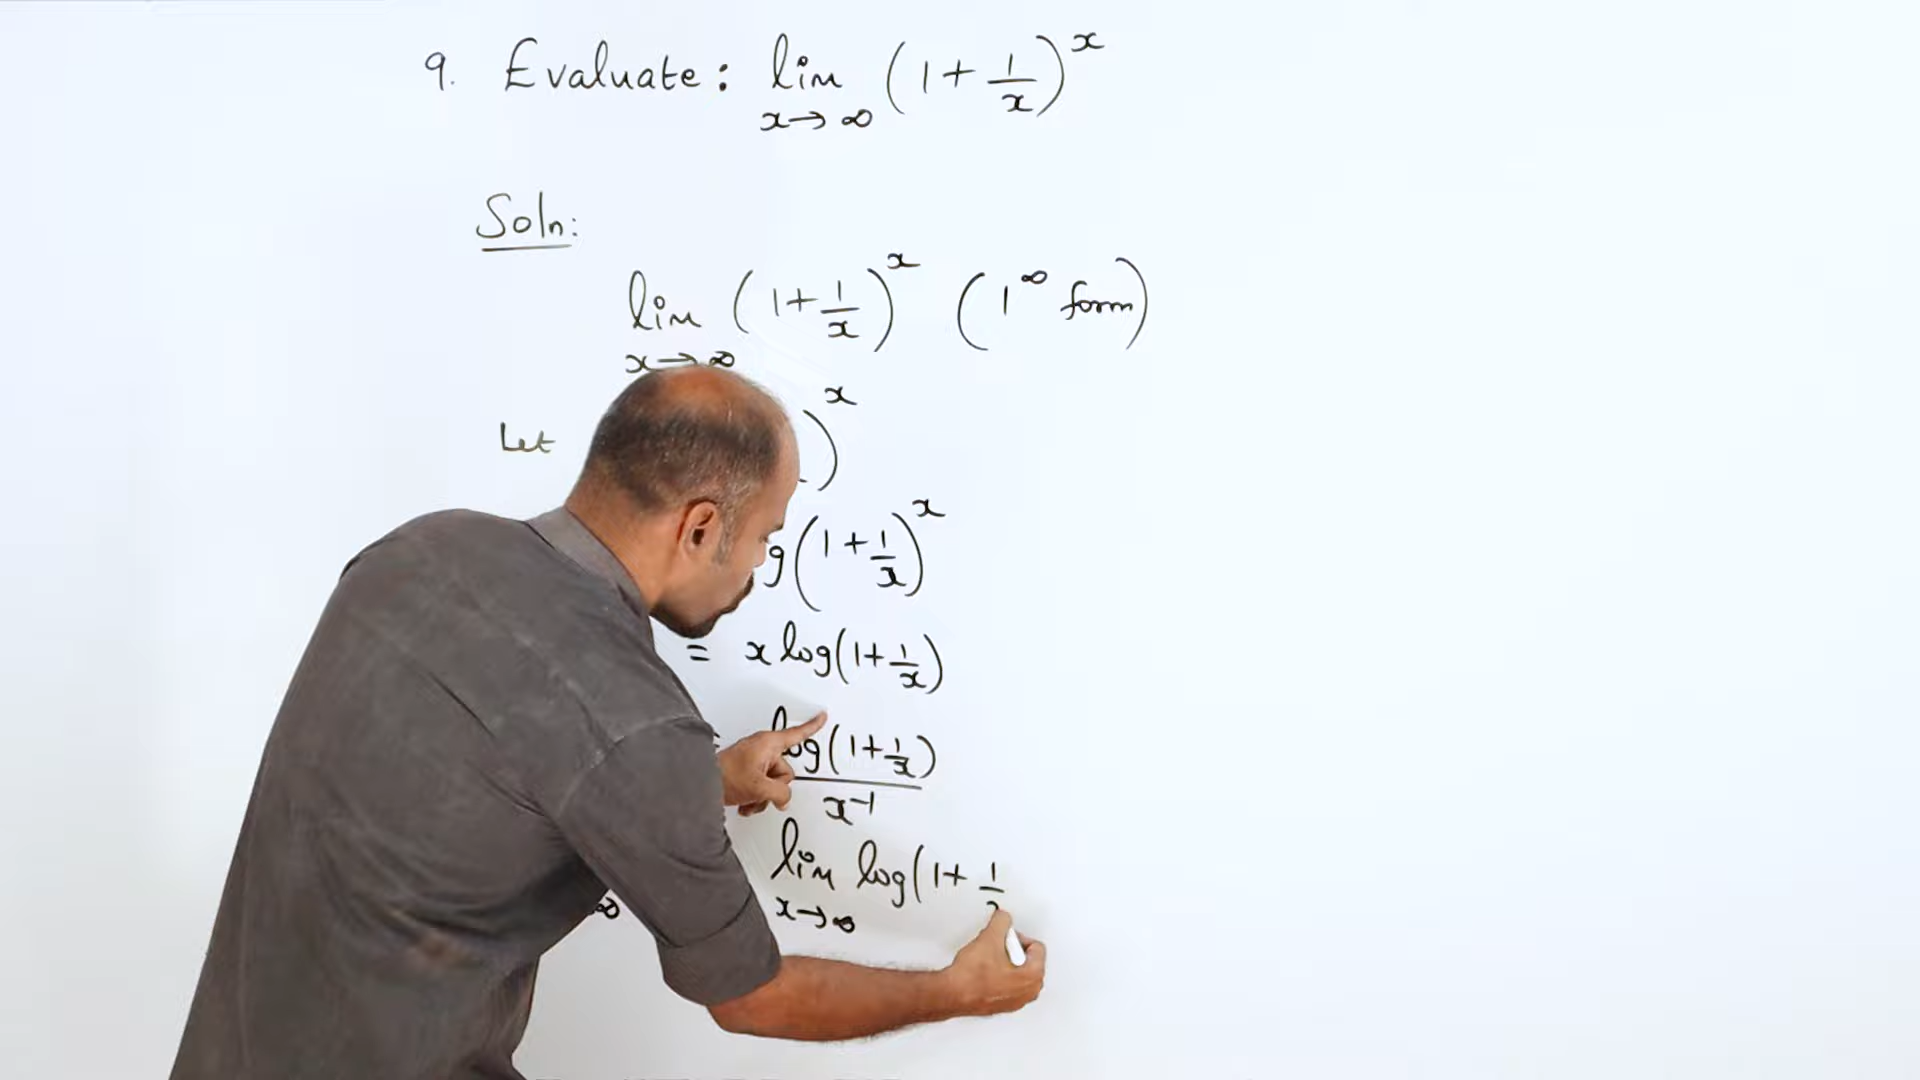 9. Evaluate: lim x→∞ (1 + 1/x)^x
Soln:
lim x→∞ (1 + 1/x)^x (1^∞ form)
Let )^x
g(1 + 1/x)^x
= x log(1 + 1/x)
= log(1 + 1/x) / x^-1
∞ lim x→∞ log(1 + 1/